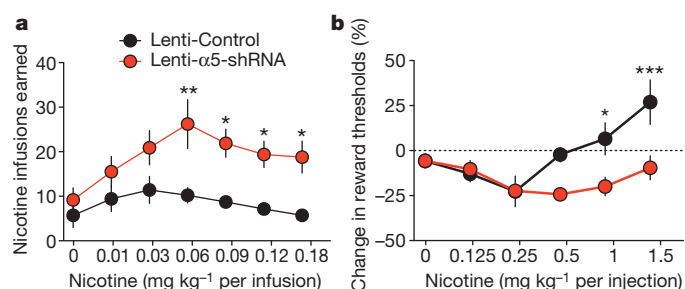 a
Lenti-Control
Lenti-α5-shRNA
Nicotine infusions earned
40
30
20
10
0
**
*
*
*
0 0.01 0.03 0.06 0.09 0.12 0.18
Nicotine (mg kg⁻¹ per infusion)
b
Change in reward thresholds (%)
50
25
0
−25
−50
*
***
0 0.125 0.25 0.5 1 1.5
Nicotine (mg kg⁻¹ per injection)